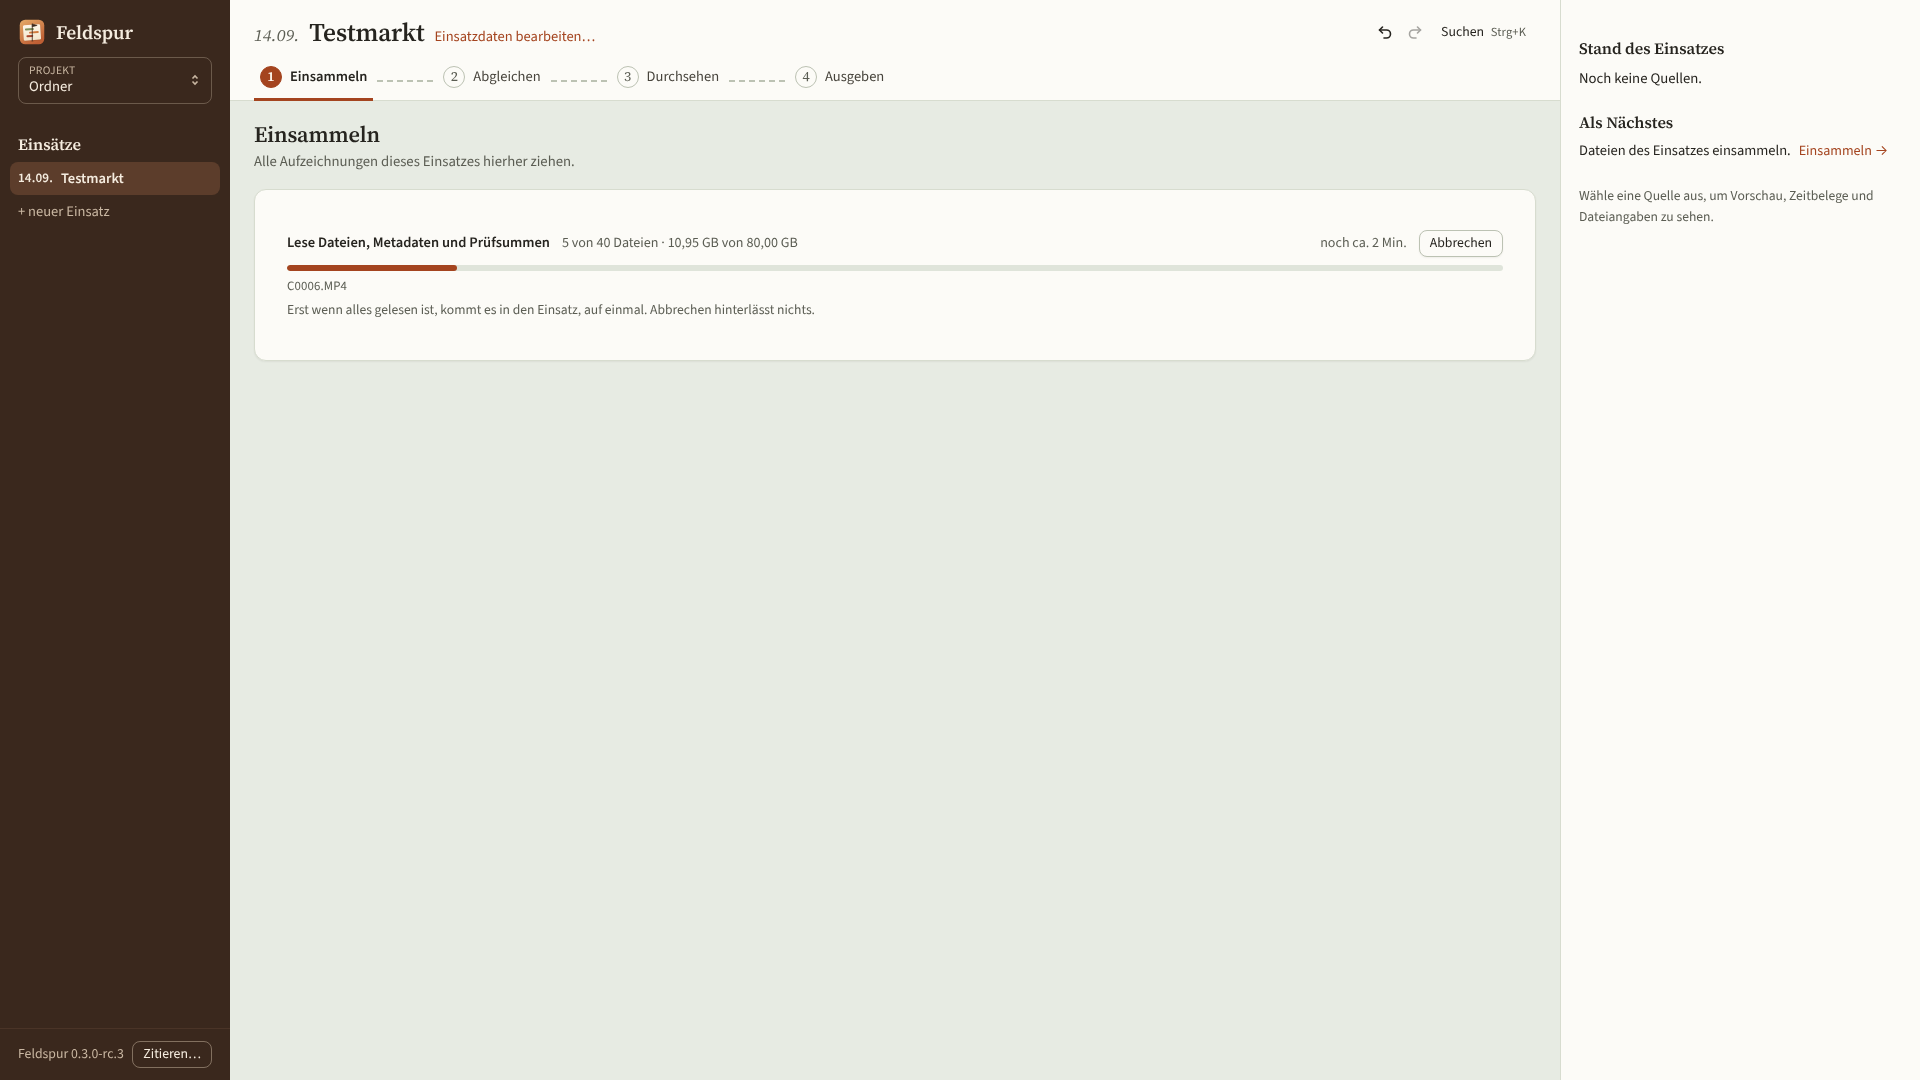 Feldspur
PROJEKT
Ordner
Einsätze
14.09. Testmarkt
+ neuer Einsatz
Feldspur 0.3.0-rc.3 Zitieren…
14.09. Testmarkt Einsatzdaten bearbeiten…
Suchen Strg+K
1 Einsammeln 2 Abgleichen 3 Durchsehen 4 Ausgeben
Einsammeln
Alle Aufzeichnungen dieses Einsatzes hierher ziehen.
Lese Dateien, Metadaten und Prüfsummen 5 von 40 Dateien · 10,95 GB von 80,00 GB noch ca. 2 Min. Abbrechen
C0006.MP4
Erst wenn alles gelesen ist, kommt es in den Einsatz, auf einmal. Abbrechen hinterlässt nichts.
Stand des Einsatzes
Noch keine Quellen.
Als Nächstes
Dateien des Einsatzes einsammeln. Einsammeln →
Wähle eine Quelle aus, um Vorschau, Zeitbelege und
Dateiangaben zu sehen.